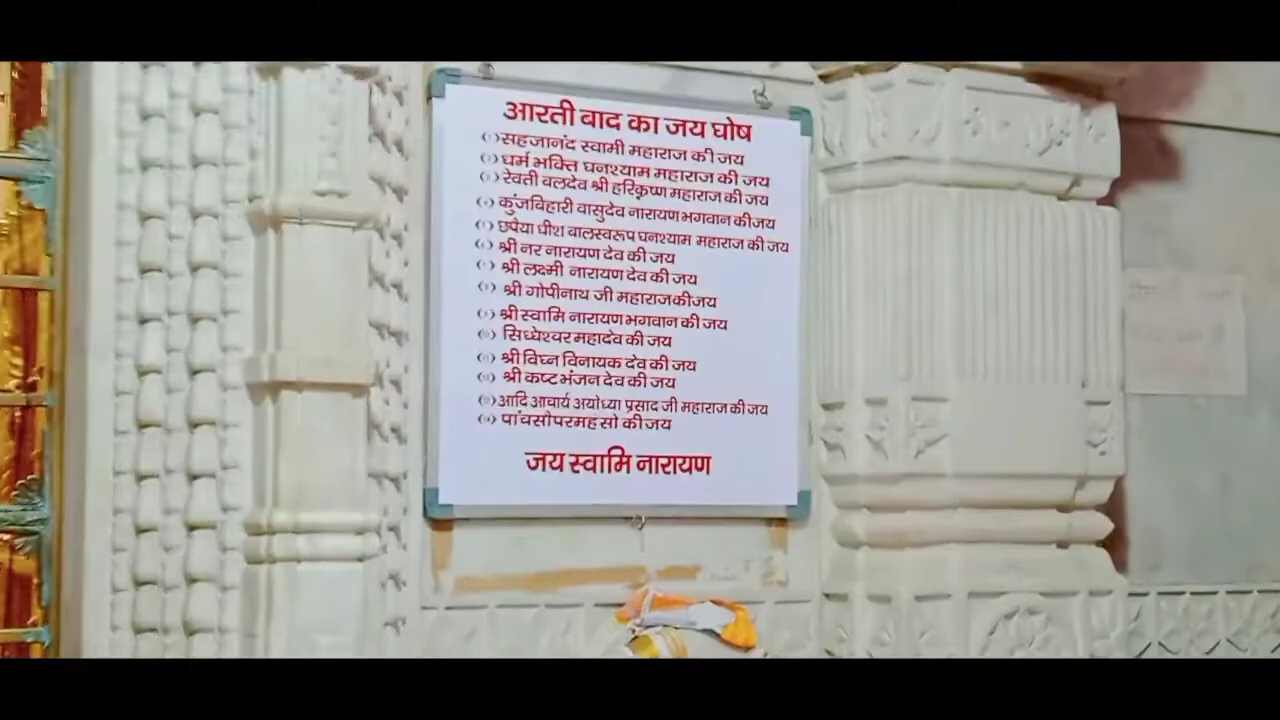 आरती बाद का जय घोष
सहजानंद स्वामी महाराज की जय
धर्म भक्ति घनश्याम महाराज की जय
रेवती बलदेव श्री हरिकृष्ण महाराज की जय
कुंजविहारी वासुदेव नारायण भगवान की जय
छपैया धीश बालस्वरूप घनश्याम महाराज की जय
श्री नर नारायण देव की जय
श्री लक्ष्मी नारायण देव की जय
श्री गोपीनाथ जी महाराज की जय
श्री स्वामि नारायण भगवान की जय
सिध्धेश्वर महादेव की जय
श्री विघ्न विनायक देव की जय
श्री कष्ट भंजन देव की जय
आदि आचार्य अयोध्या प्रसाद जी महाराज की जय
पांचसौ परमहंसो की जय
जय स्वामि नारायण